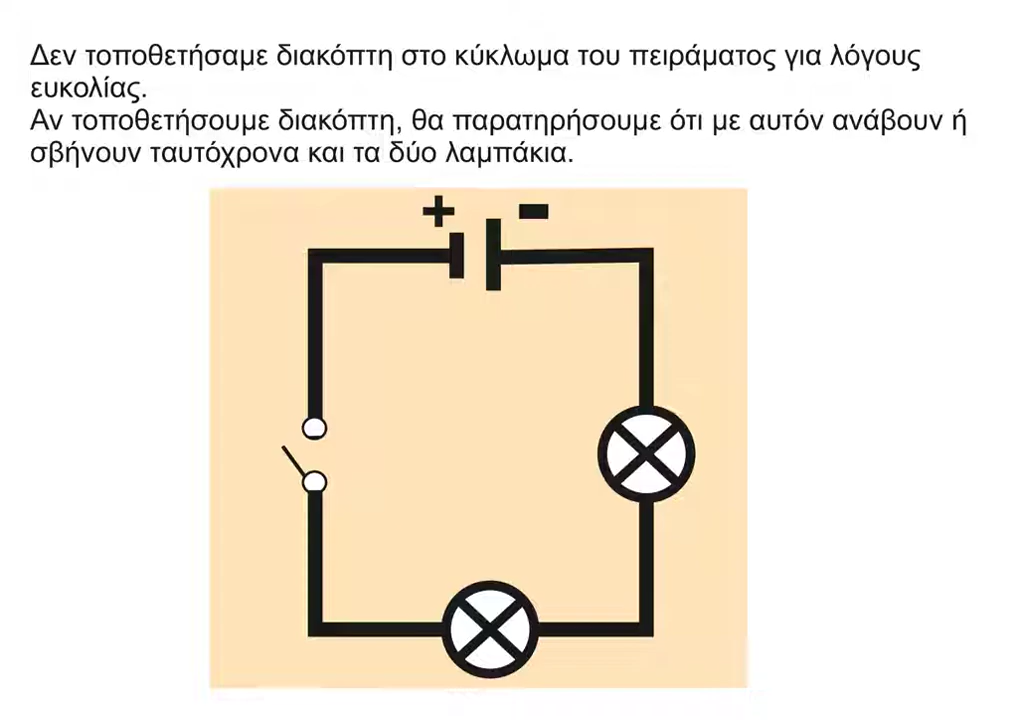 Δεν τοποθετήσαμε διακόπτη στο κύκλωμα του πειράματος για λόγους
ευκολίας.
Αν τοποθετήσουμε διακόπτη, θα παρατηρήσουμε ότι με αυτόν ανάβουν ή
σβήνουν ταυτόχρονα και τα δύο λαμπάκια.
+ -